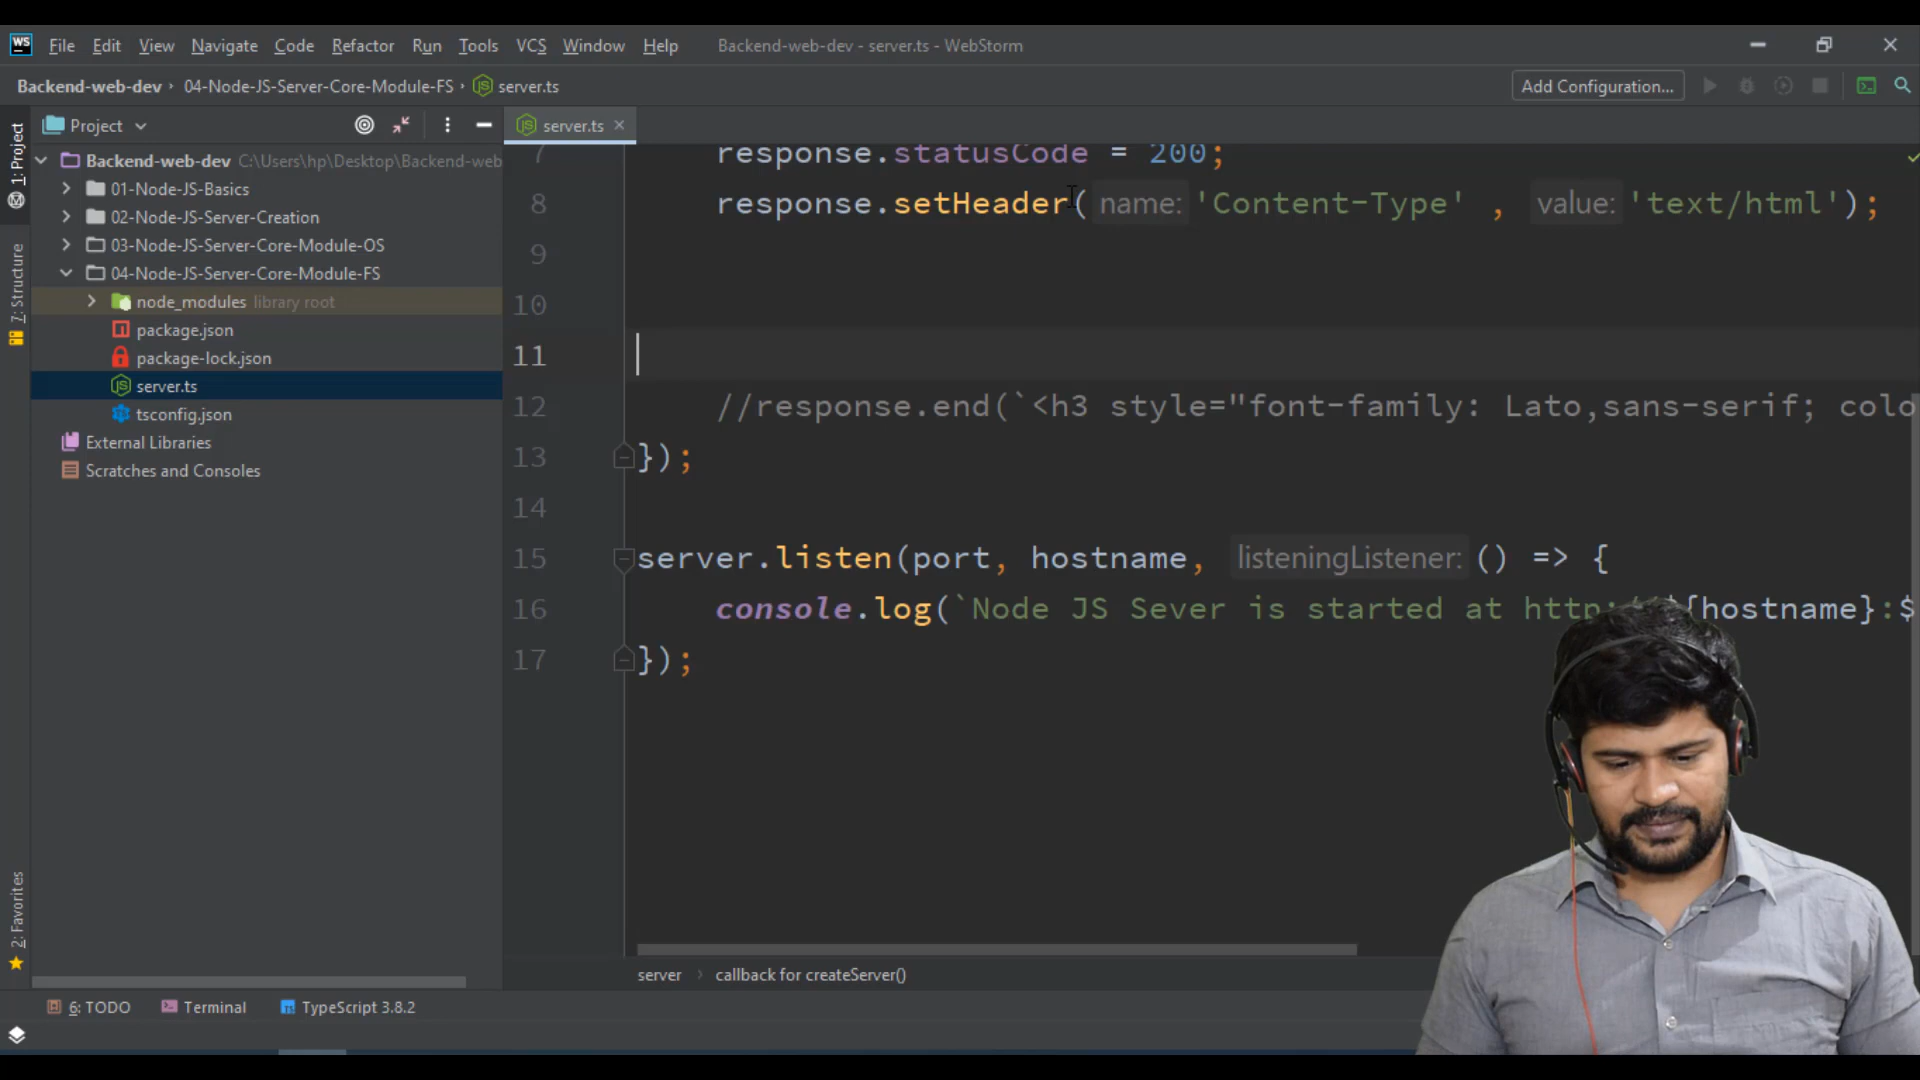 WS File Edit View Navigate Code Refactor Run Tools VCS Window Help Backend-web-dev - server.ts - WebStorm
Backend-web-dev › 04-Node-JS-Server-Core-Module-FS › server.ts Add Configuration...
Project server.ts
1: Project
7: Structure
2: Favorites
Backend-web-dev C:\Users\hp\Desktop\Backend-web
01-Node-JS-Basics
02-Node-JS-Server-Creation
03-Node-JS-Server-Core-Module-OS
04-Node-JS-Server-Core-Module-FS
node_modules library root
package.json
package-lock.json
server.ts
tsconfig.json
External Libraries
Scratches and Consoles
7 response.statusCode = 200;
8 response.setHeader( name: 'Content-Type' , value: 'text/html');
9
10
11
12 //response.end(`<h3 style="font-family: Lato,sans-serif; colo
13 });
14
15 server.listen(port, hostname, listeningListener: () => {
16 console.log(`Node JS Sever is started at http:/ ${hostname}:$
17 });
server › callback for createServer()
6: TODO Terminal TypeScript 3.8.2